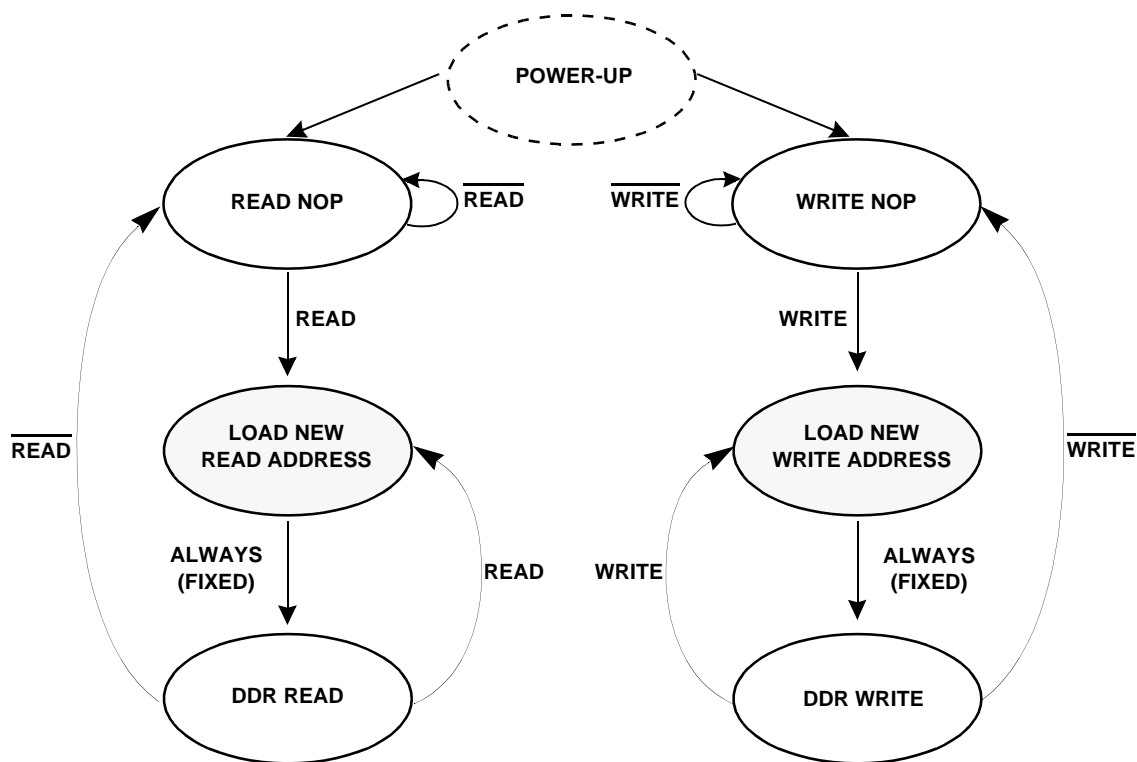 POWER-UP
READ NOP
READ
WRITE
WRITE NOP
READ
WRITE
LOAD NEW
READ ADDRESS
LOAD NEW
WRITE ADDRESS
READ
WRITE
ALWAYS
(FIXED)
READ
WRITE
ALWAYS
(FIXED)
DDR READ
DDR WRITE